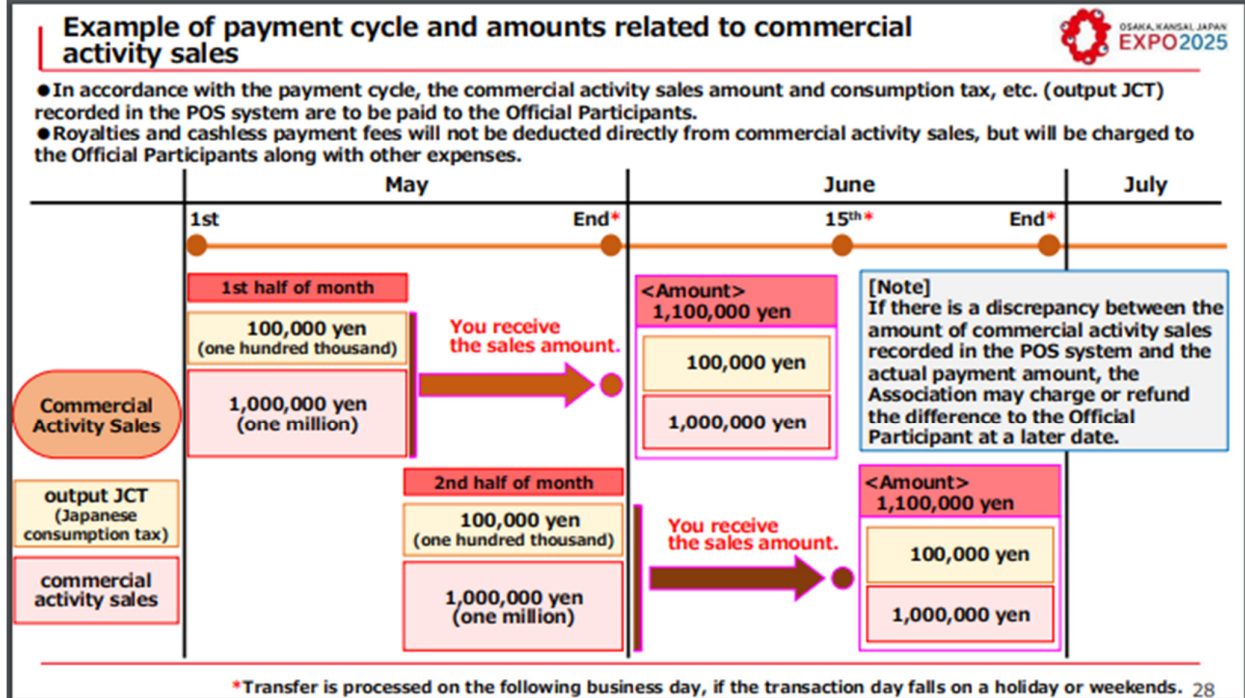 Example of payment cycle and amounts related to commercial
activity sales
OSAKA, KANSAI, JAPAN
EXPO2025
●In accordance with the payment cycle, the commercial activity sales amount and consumption tax, etc. (output JCT)
recorded in the POS system are to be paid to the Official Participants.
●Royalties and cashless payment fees will not be deducted directly from commercial activity sales, but will be charged to
the Official Participants along with other expenses.
May
June
July
1st
End*
15th*
End*
1st half of month
100,000 yen
(one hundred thousand)
1,000,000 yen
(one million)
You receive
the sales amount.
<Amount>
1,100,000 yen
100,000 yen
1,000,000 yen
[Note]
If there is a discrepancy between the
amount of commercial activity sales
recorded in the POS system and the
actual payment amount, the
Association may charge or refund
the difference to the Official
Participant at a later date.
Commercial
Activity Sales
output JCT
(Japanese
consumption tax)
commercial
activity sales
2nd half of month
100,000 yen
(one hundred thousand)
1,000,000 yen
(one million)
You receive
the sales amount.
<Amount>
1,100,000 yen
100,000 yen
1,000,000 yen
*Transfer is processed on the following business day, if the transaction day falls on a holiday or weekends.
28